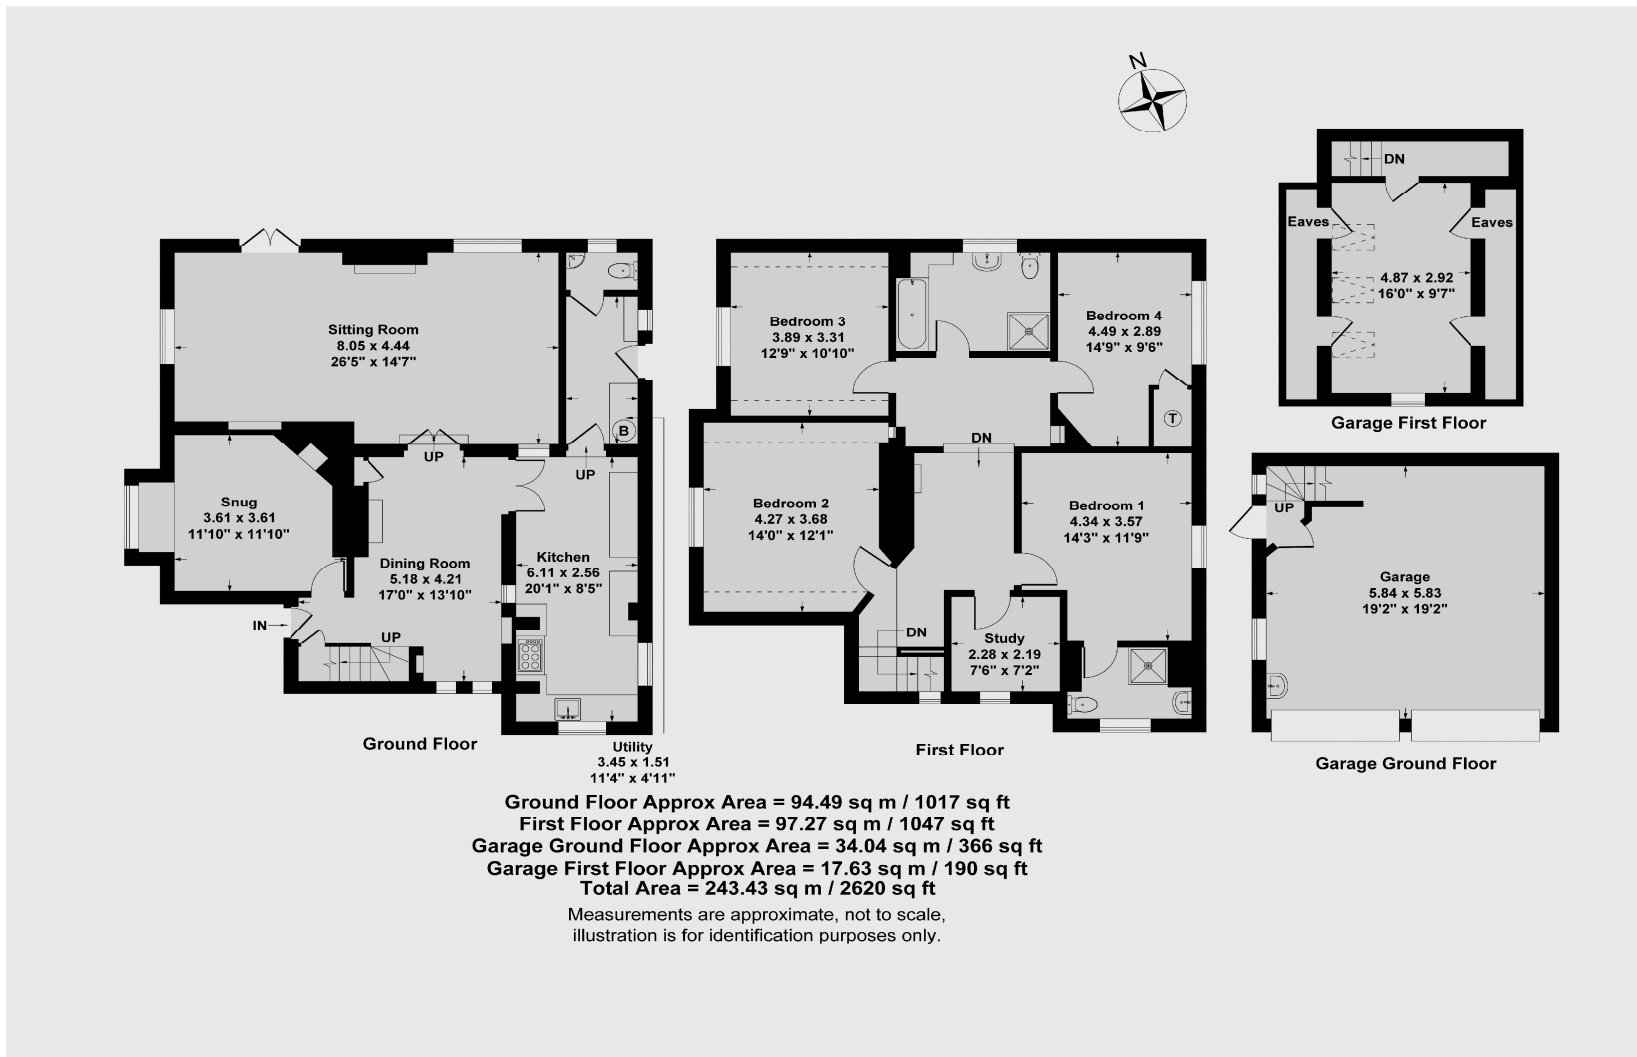 N
DN
Eaves
Eaves
4.87 x 2.92
16'0" x 9'7"
Garage First Floor
Sitting Room
8.05 x 4.44
26'5" x 14'7"
B
UP
UP
Snug
3.61 x 3.61
11'10" x 11'10"
Dining Room
5.18 x 4.21
17'0" x 13'10"
Kitchen
6.11 x 2.56
20'1" x 8'5"
IN
UP
Ground Floor
Utility
3.45 x 1.51
11'4" x 4'11"
Bedroom 3
3.89 x 3.31
12'9" x 10'10"
Bedroom 4
4.49 x 2.89
14'9" x 9'6"
T
DN
Bedroom 2
4.27 x 3.68
14'0" x 12'1"
Bedroom 1
4.34 x 3.57
14'3" x 11'9"
DN
Study
2.28 x 2.19
7'6" x 7'2"
First Floor
UP
Garage
5.84 x 5.83
19'2" x 19'2"
Garage Ground Floor
Ground Floor Approx Area = 94.49 sq m / 1017 sq ft
First Floor Approx Area = 97.27 sq m / 1047 sq ft
Garage Ground Floor Approx Area = 34.04 sq m / 366 sq ft
Garage First Floor Approx Area = 17.63 sq m / 190 sq ft
Total Area = 243.43 sq m / 2620 sq ft
Measurements are approximate, not to scale,
illustration is for identification purposes only.